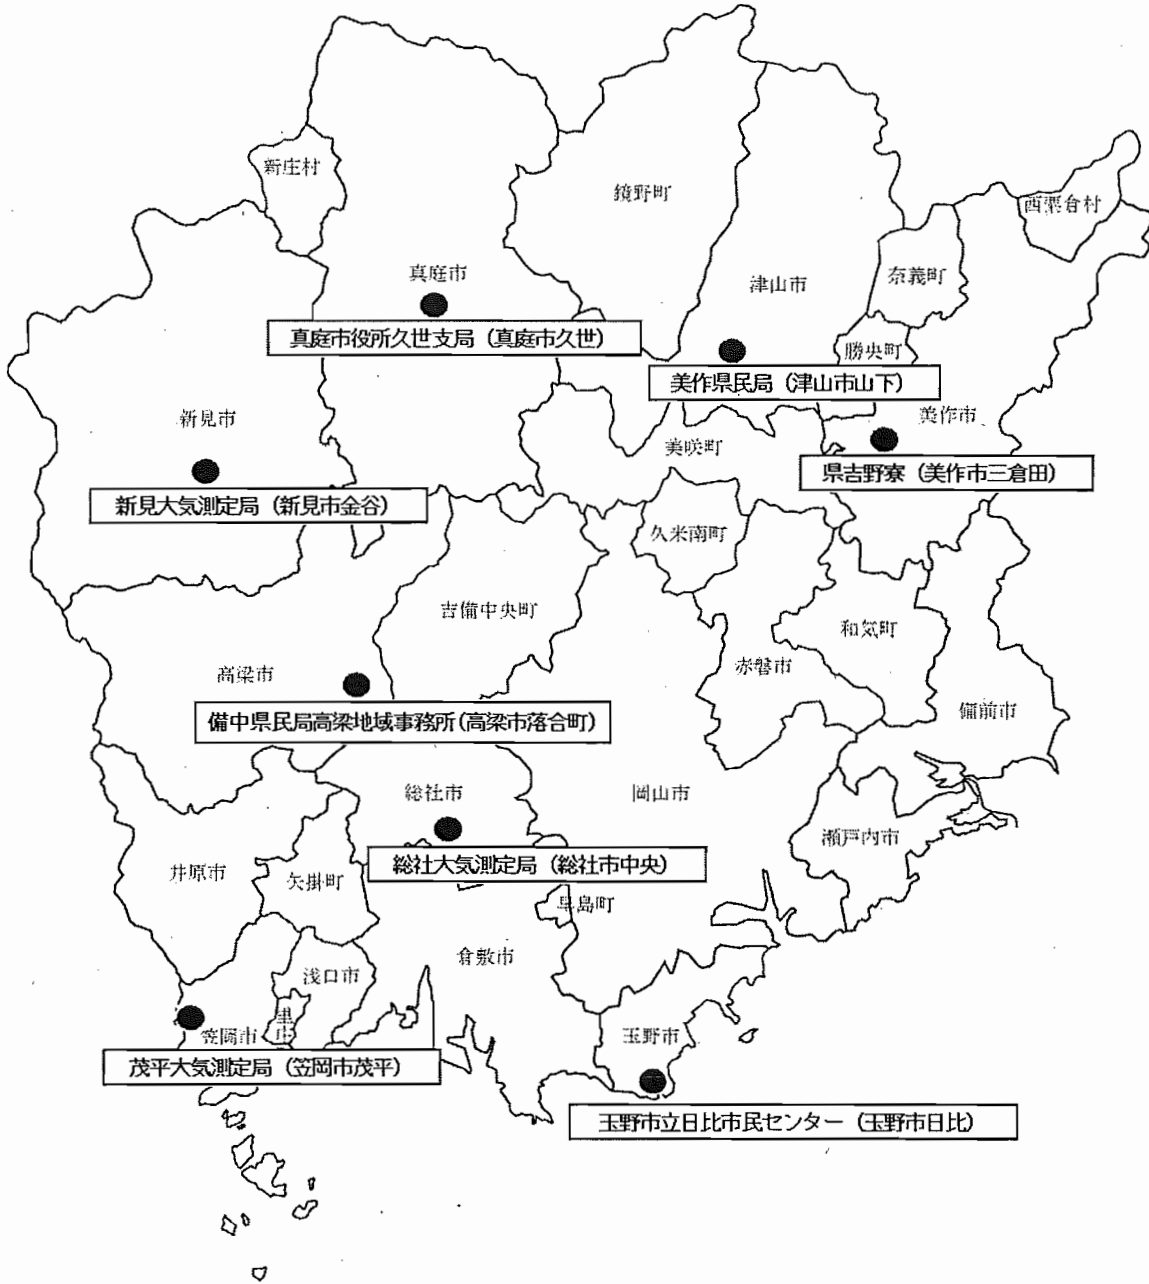 新庄村
鏡野町
西粟倉村
真庭市
津山市
奈義町
真庭市役所久世支局（真庭市久世）
勝央町
美作県民局（津山市山下）
新見市
美作市
美咲町
県吉野寮（美作市三倉田）
新見大気測定局（新見市金谷）
久米南町
吉備中央町
和気町
高梁市
赤磐市
備前市
備中県民局高梁地域事務所（高梁市落合町）
総社市
岡山市
瀬戸内市
総社大気測定局（総社市中央）
井原市
矢掛町
早島町
倉敷市
浅口市
笠岡市
玉野市
茂平大気測定局（笠岡市茂平）
玉野市立日比市民センター（玉野市日比）